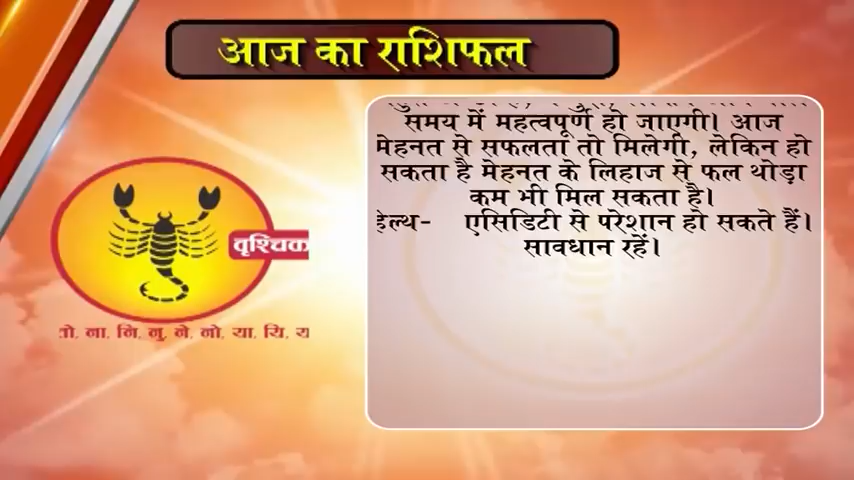 आज का राशिफल
समय में महत्वपूर्ण हो जाएगी। आज
मेहनत से सफलता तो मिलेगी, लेकिन हो
सकता है मेहनत के लिहाज से फल थोड़ा
कम भी मिल सकता है।
हेल्थ- एसिडिटी से परेशान हो सकते हैं।
सावधान रहें।
वृश्चिक
ना, नि, नु, ने, नो, या, यि,